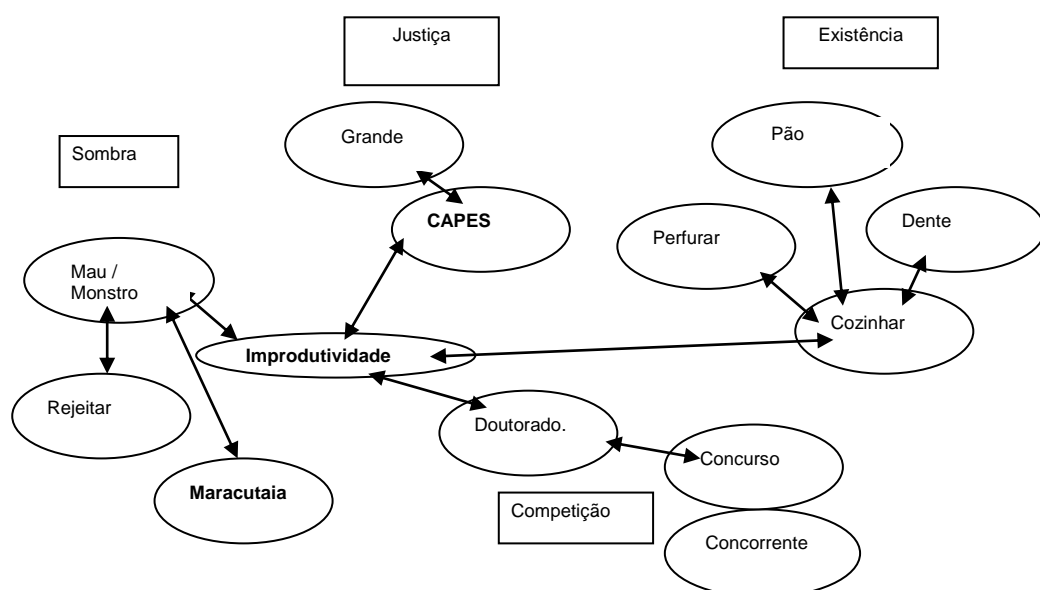 Justiça
Existência
Grande
Pão
Sombra
CAPES
Perfurar
Dente
Mau /
Monstro
Cozinhar
Improdutividade
Rejeitar
Doutorado.
Concurso
Maracutaia
Competição
Concorrente